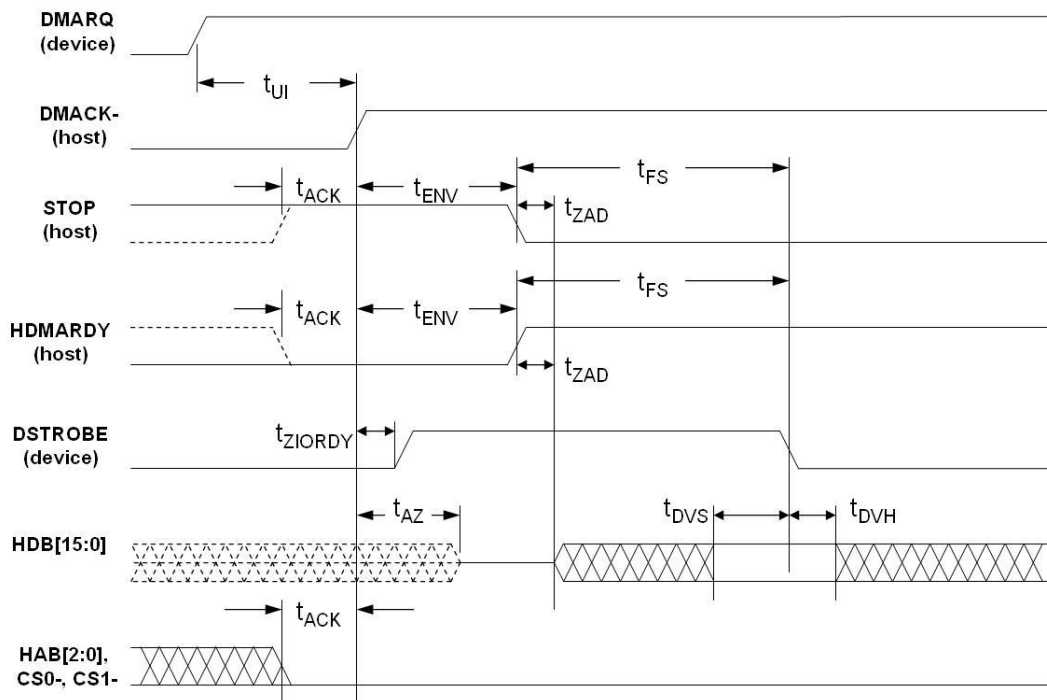 DMARQ
(device)
tUI
DMACK-
(host)
tFS
tACK
tENV
tZAD
STOP
(host)
tFS
tACK
tENV
HDMARDY
(host)
tZAD
DSTROBE
(device)
tZIORDY
tAZ
tDVS
tDVH
HDB[15:0]
tACK
HAB[2:0],
CS0-, CS1-